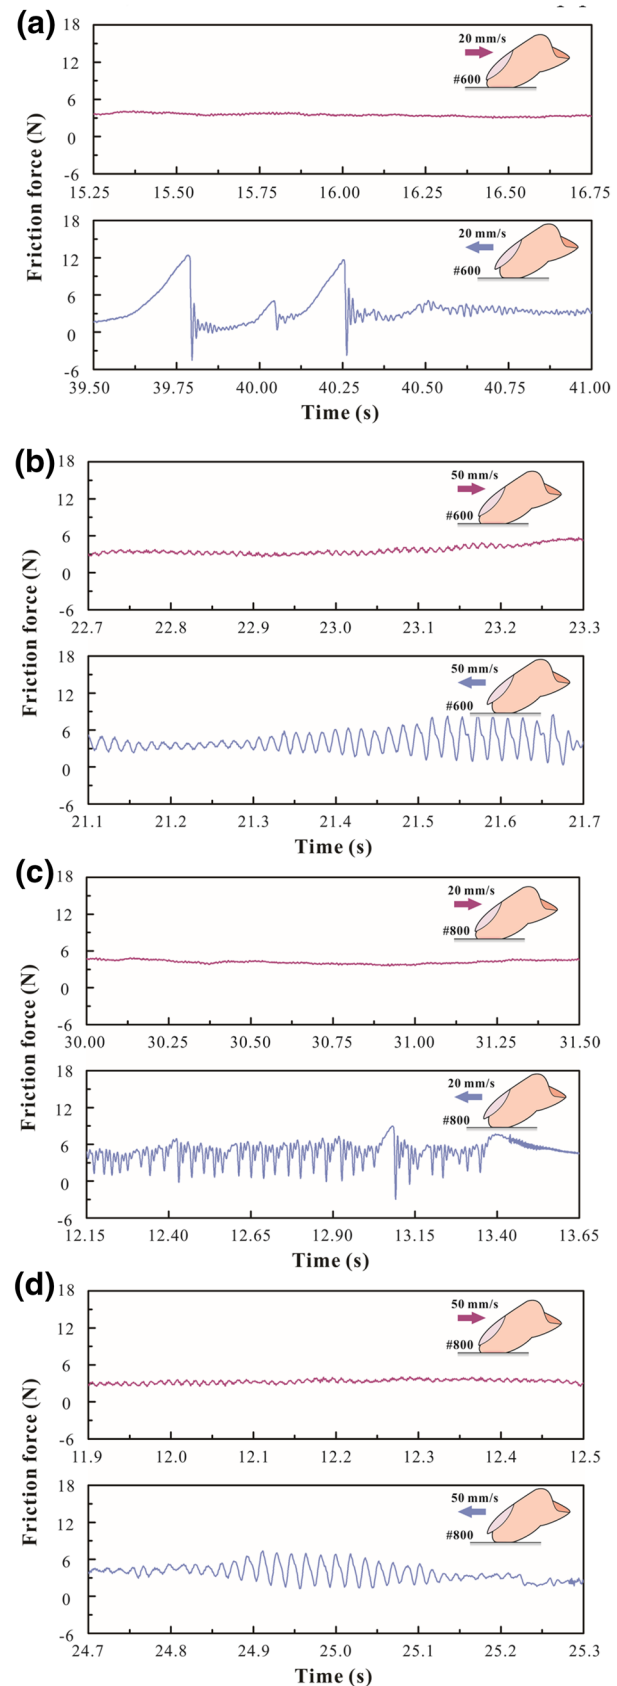 (a)
18
12
6
0
-6
20 mm/s
#600
15.25 15.50 15.75 16.00 16.25 16.50 16.75
Friction force (N)
18
12
6
0
-6
20 mm/s
#600
39.50 39.75 40.00 40.25 40.50 40.75 41.00
Time (s)
(b)
18
12
6
0
-6
50 mm/s
#600
22.7 22.8 22.9 23.0 23.1 23.2 23.3
Friction force (N)
18
12
6
0
-6
50 mm/s
#600
21.1 21.2 21.3 21.4 21.5 21.6 21.7
Time (s)
(c)
18
12
6
0
-6
20 mm/s
#800
30.00 30.25 30.50 30.75 31.00 31.25 31.50
Friction force (N)
18
12
6
0
-6
20 mm/s
#800
12.15 12.40 12.65 12.90 13.15 13.40 13.65
Time (s)
(d)
18
12
6
0
-6
50 mm/s
#800
11.9 12.0 12.1 12.2 12.3 12.4 12.5
Friction force (N)
18
12
6
0
-6
50 mm/s
#800
24.7 24.8 24.9 25.0 25.1 25.2 25.3
Time (s)